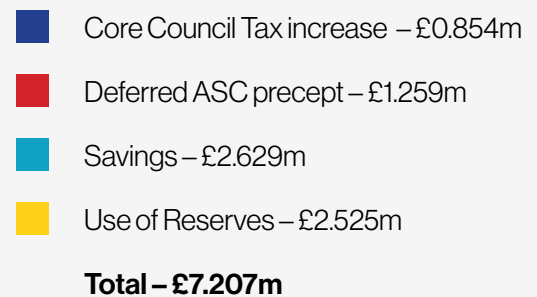 Core Council Tax increase – £0.854m
Deferred ASC precept – £1.259m
Savings – £2.629m
Use of Reserves – £2.525m
Total – £7.207m